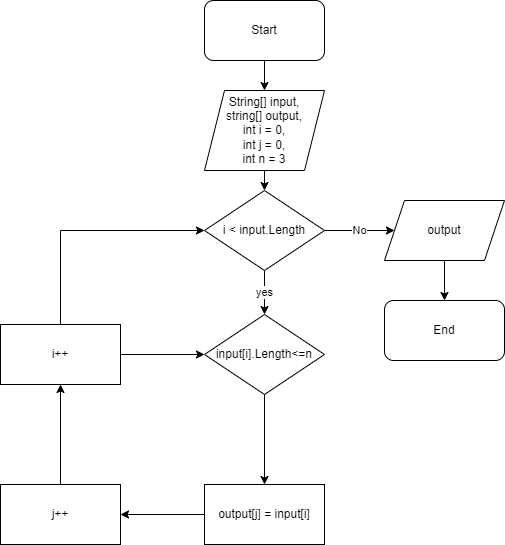 Start
String[] input,
string[] output,
int i = 0,
int j = 0,
int n = 3
i < input.Length
No
output
yes
End
i++
input[i].Length<=n
j++
output[j] = input[i]